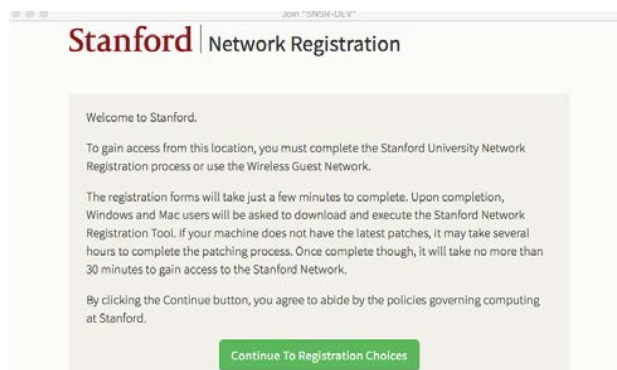 Join "SNSR-DEV"
Stanford | Network Registration
Welcome to Stanford.
To gain access from this location, you must complete the Stanford University Network
Registration process or use the Wireless Guest Network.
The registration forms will take just a few minutes to complete. Upon completion,
Windows and Mac users will be asked to download and execute the Stanford Network
Registration Tool. If your machine does not have the latest patches, it may take several
hours to complete the patching process. Once complete though, it will take no more than
30 minutes to gain access to the Stanford Network.
By clicking the Continue button, you agree to abide by the policies governing computing
at Stanford.
Continue To Registration Choices